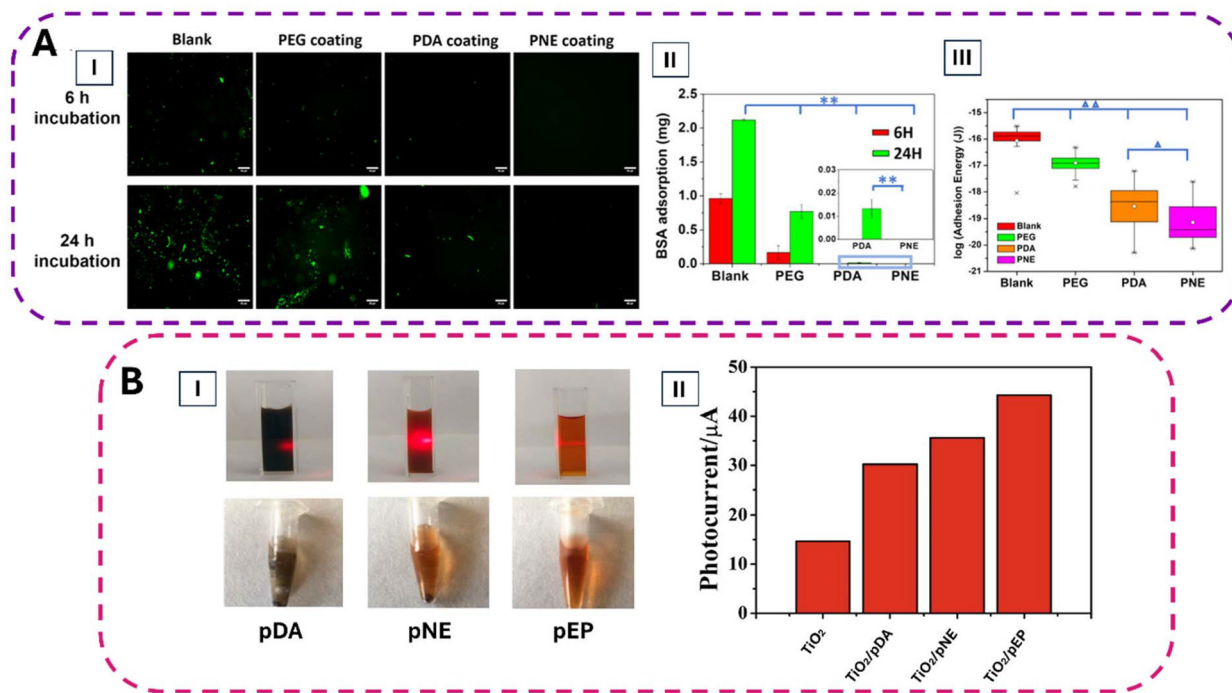 A
I
Blank
PEG coating
PDA coating
PNE coating
6 h
incubation
24 h
incubation
II
BSA adsorption (mg)
2.5
2.0
1.5
1.0
0.5
0.0
**
6H
24H
0.03
0.02
0.01
0.00
**
PDA
PNE
Blank
PEG
PDA
PNE
III
log (Adhesion Energy (J))
-15
-16
-17
-18
-19
-20
-21
Δ Δ
Δ
Blank
PEG
PDA
PNE
Blank
PEG
PDA
PNE
B
I
pDA
pNE
pEP
II
Photocurrent/μA
50
40
30
20
10
0
TiO₂
TiO₂/pDA
TiO₂/pNE
TiO₂/pEP